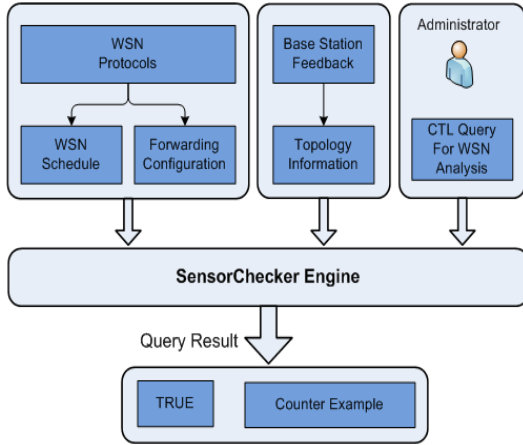 WSN
Protocols
WSN
Schedule
Forwarding
Configuration
Base Station
Feedback
Topology
Information
Administrator
CTL Query
For WSN
Analysis
SensorChecker Engine
Query Result
TRUE
Counter Example